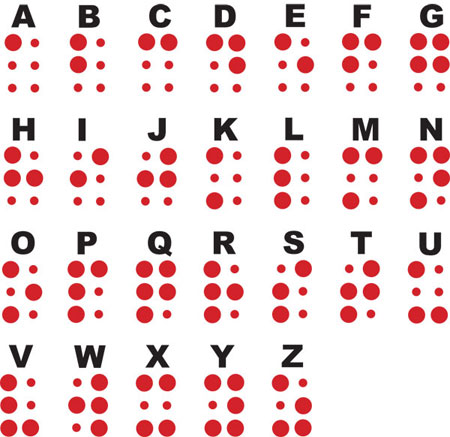 A B C D E F G
H I J K L M N
O P Q R S T U
V W X Y Z